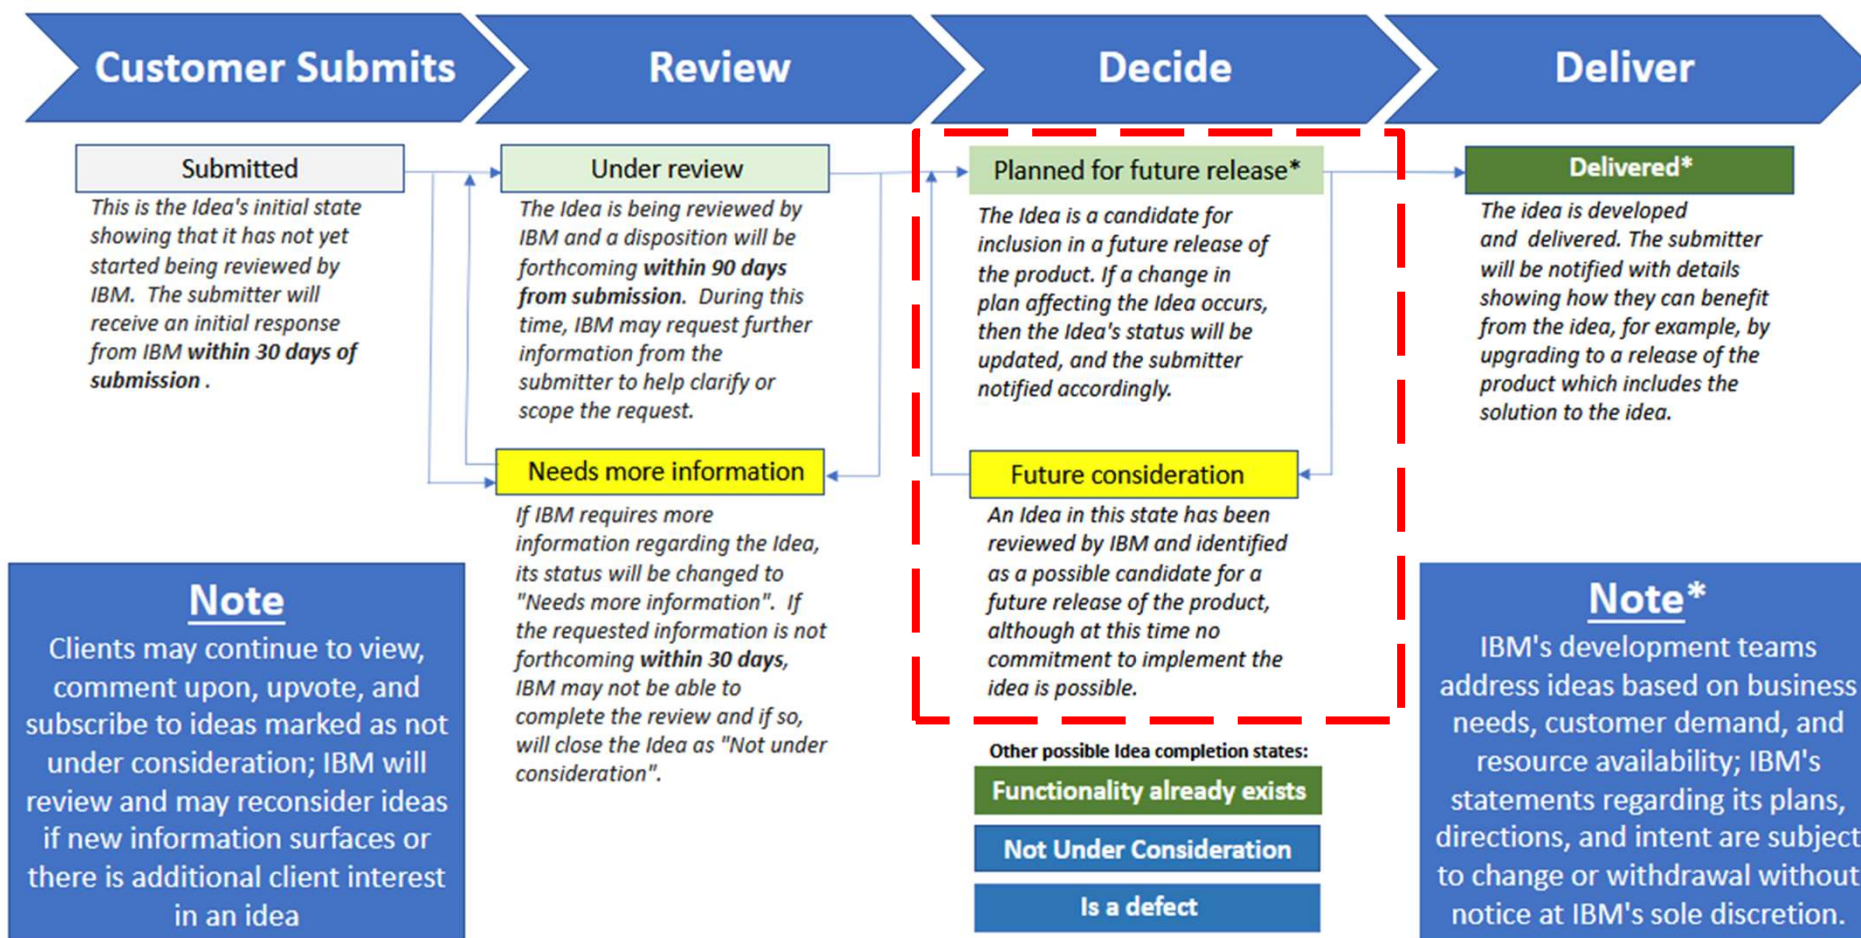 Customer Submits
Review
Decide
Deliver
Submitted
This is the Idea's initial state
showing that it has not yet
started being reviewed by
IBM. The submitter will
receive an initial response
from IBM within 30 days of
submission .
Under review
The Idea is being reviewed by
IBM and a disposition will be
forthcoming within 90 days
from submission. During this
time, IBM may request further
information from the
submitter to help clarify or
scope the request.
Needs more information
If IBM requires more
information regarding the Idea,
its status will be changed to
"Needs more information". If
the requested information is not
forthcoming within 30 days,
IBM may not be able to
complete the review and if so,
will close the Idea as "Not under
consideration".
Planned for future release*
The Idea is a candidate for
inclusion in a future release of
the product. If a change in
plan affecting the Idea occurs,
then the Idea's status will be
updated, and the submitter
notified accordingly.
Future consideration
An Idea in this state has been
reviewed by IBM and identified
as a possible candidate for a
future release of the product,
although at this time no
commitment to implement the
idea is possible.
Other possible Idea completion states:
Functionality already exists
Not Under Consideration
Is a defect
Delivered*
The idea is developed
and delivered. The submitter
will be notified with details
showing how they can benefit
from the idea, for example, by
upgrading to a release of the
product which includes the
solution to the idea.
Note
Clients may continue to view,
comment upon, upvote, and
subscribe to ideas marked as not
under consideration; IBM will
review and may reconsider ideas
if new information surfaces or
there is additional client interest
in an idea
Note*
IBM's development teams
address ideas based on business
needs, customer demand, and
resource availability; IBM's
statements regarding its plans,
directions, and intent are subject
to change or withdrawal without
notice at IBM's sole discretion.